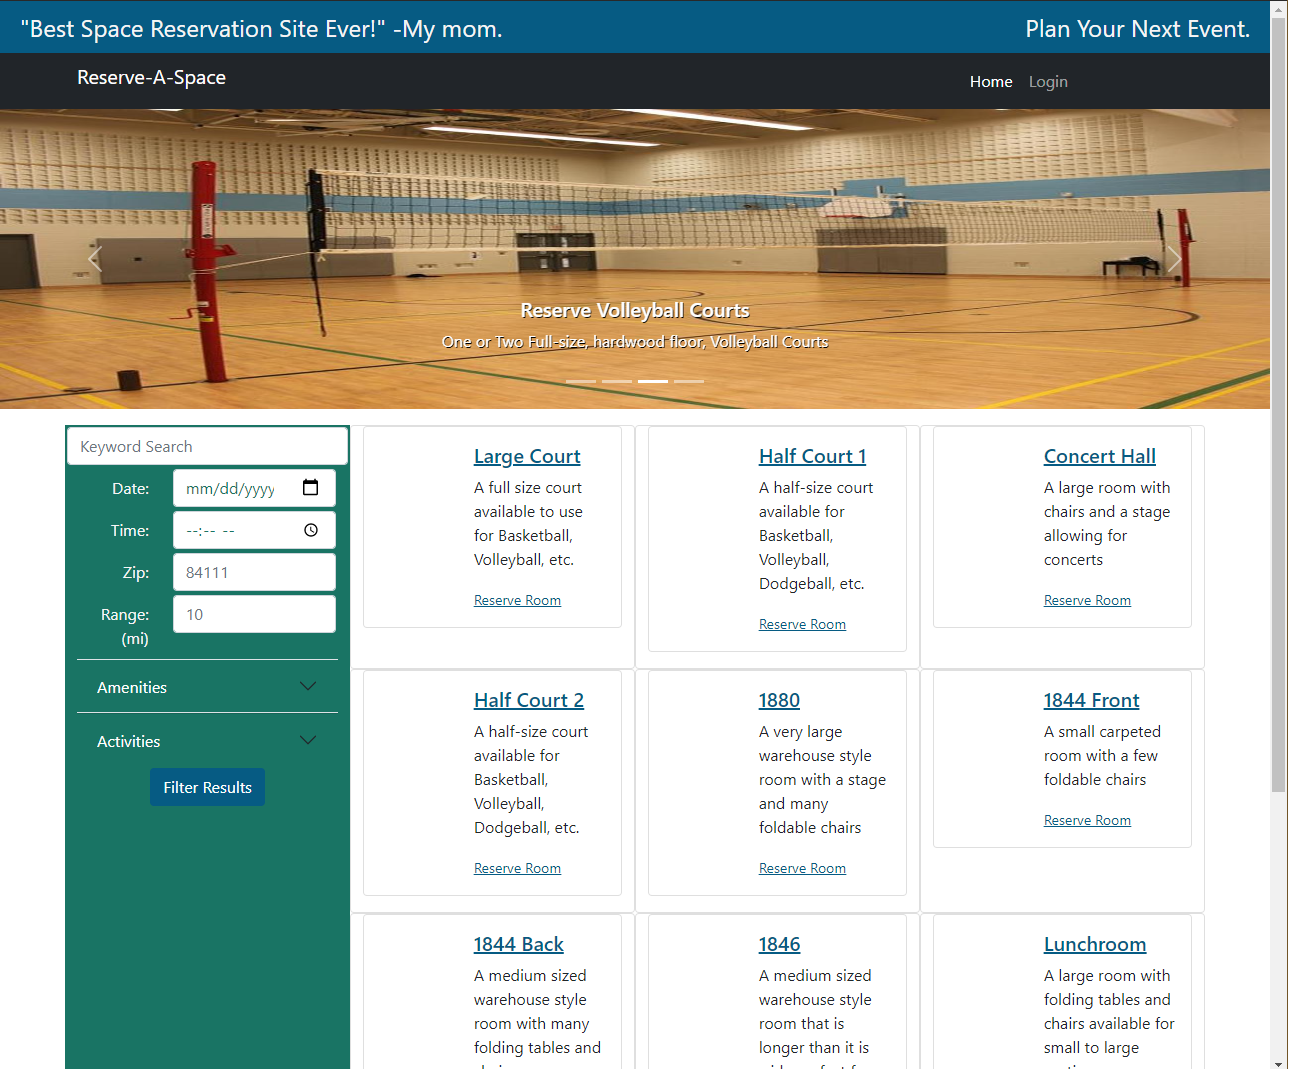 "Best Space Reservation Site Ever!" -My mom.
Plan Your Next Event.
Reserve-A-Space
Home
Login
Reserve Volleyball Courts
One or Two Full-size, hardwood floor, Volleyball Courts
Keyword Search
Date:
mm/dd/yyyy
Time:
--:-- --
Zip:
84111
Range:
(mi)
10
Amenities
Activities
Filter Results
Large Court
A full size court
available to use
for Basketball,
Volleyball, etc.
Reserve Room
Half Court 1
A half-size court
available for
Basketball,
Volleyball,
Dodgeball, etc.
Reserve Room
Concert Hall
A large room with
chairs and a stage
allowing for
concerts
Reserve Room
Half Court 2
A half-size court
available for
Basketball,
Volleyball,
Dodgeball, etc.
Reserve Room
1880
A very large
warehouse style
room with a stage
and many
foldable chairs
Reserve Room
1844 Front
A small carpeted
room with a few
foldable chairs
Reserve Room
1844 Back
A medium sized
warehouse style
room with many
folding tables and
1846
A medium sized
warehouse style
room that is
longer than it is
Lunchroom
A large room with
folding tables and
chairs available for
small to large